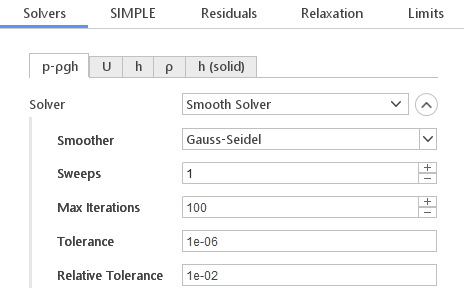 Solvers SIMPLE Residuals Relaxation Limits
p-ρgh U h ρ h (solid)
Solver Smooth Solver
Smoother Gauss-Seidel
Sweeps 1
Max Iterations 100
Tolerance 1e-06
Relative Tolerance 1e-02